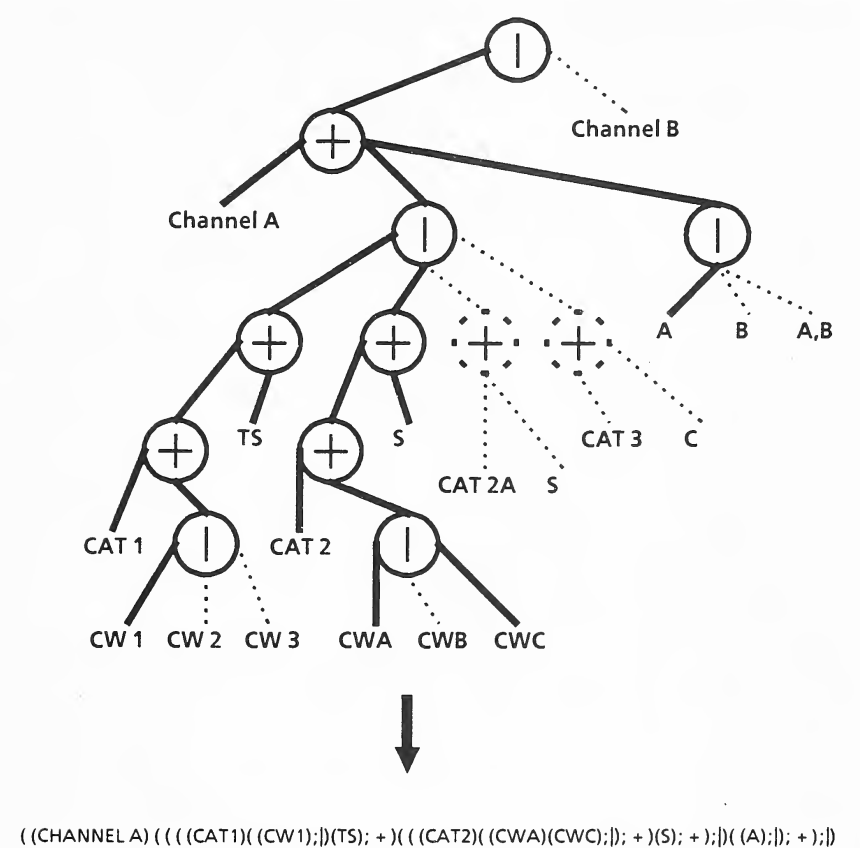 |
Channel B
+
Channel A
| |
A B A,B
+ + + +
TS S CAT 3 C
+ +
CAT 2A S
CAT 1 | CAT 2 |
CW 1 CW 2 CW 3 CWA CWB CWC
((CHANNEL A)((((CAT1)((CW1);|)(TS); + )(((CAT2)((CWA)(CWC);|); + )(S); + );|)((A);|); + );|)